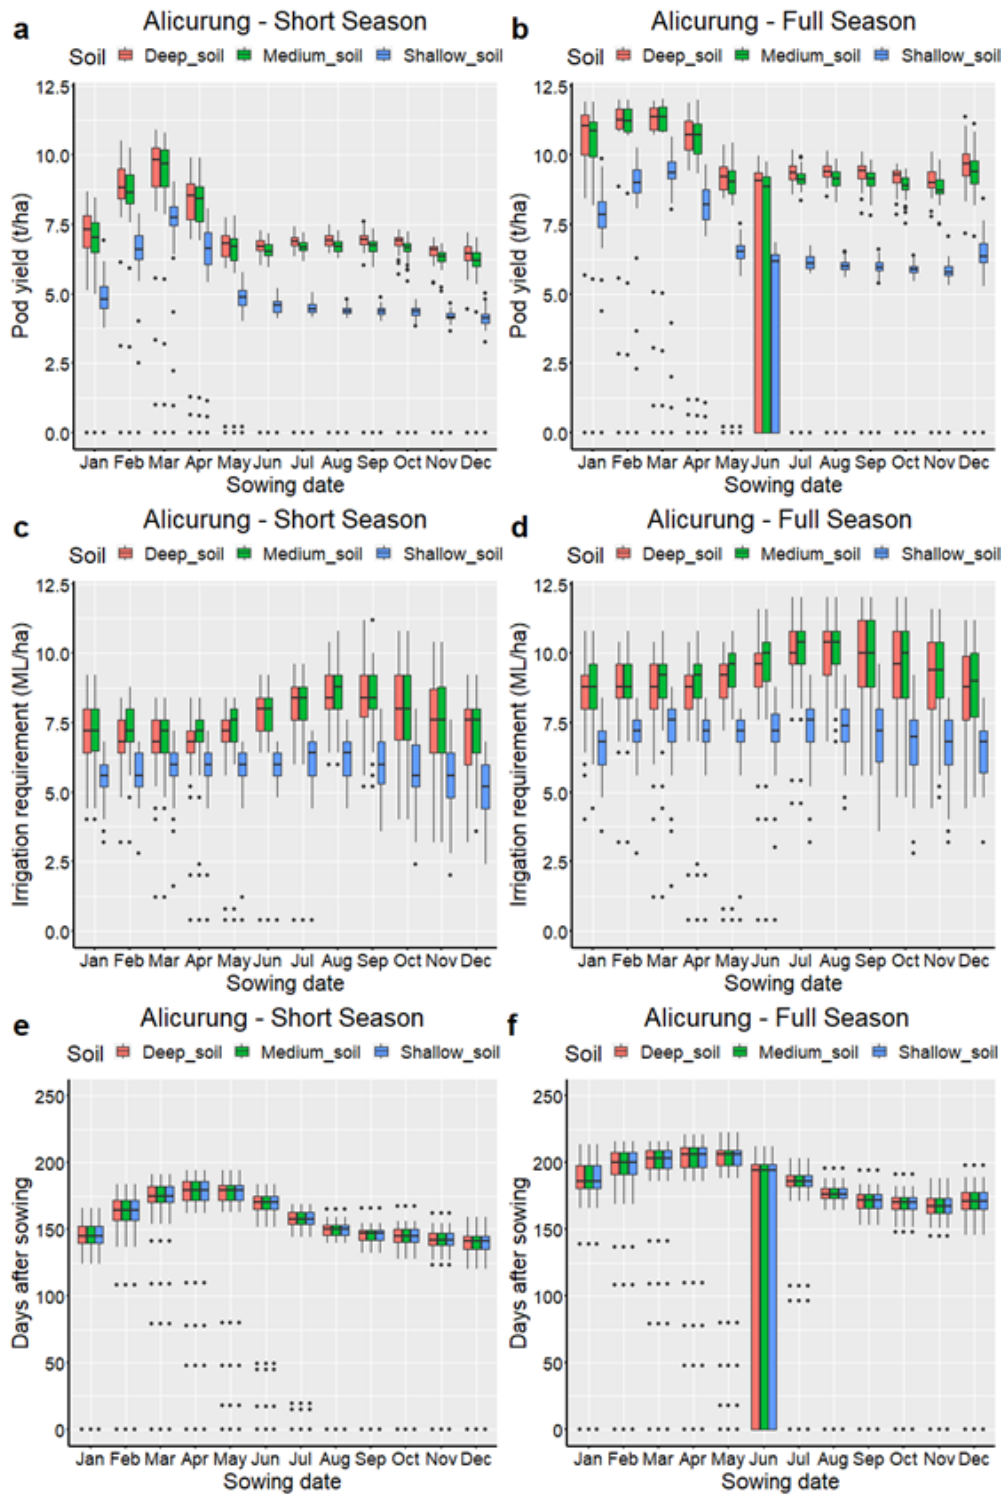 a Alicurung - Short Season
Soil Deep_soil Medium_soil Shallow_soil
12.5
10.0
7.5
5.0
2.5
0.0
Pod yield (t/ha)
Jan Feb Mar Apr May Jun Jul Aug Sep Oct Nov Dec
Sowing date
b Alicurung - Full Season
Soil Deep_soil Medium_soil Shallow_soil
12.5
10.0
7.5
5.0
2.5
0.0
Pod yield (t/ha)
Jan Feb Mar Apr May Jun Jul Aug Sep Oct Nov Dec
Sowing date
c Alicurung - Short Season
Soil Deep_soil Medium_soil Shallow_soil
12.5
10.0
7.5
5.0
2.5
0.0
Irrigation requirement (ML/ha)
Jan Feb Mar Apr May Jun Jul Aug Sep Oct Nov Dec
Sowing date
d Alicurung - Full Season
Soil Deep_soil Medium_soil Shallow_soil
12.5
10.0
7.5
5.0
2.5
0.0
Irrigation requirement (ML/ha)
Jan Feb Mar Apr May Jun Jul Aug Sep Oct Nov Dec
Sowing date
e Alicurung - Short Season
Soil Deep_soil Medium_soil Shallow_soil
250
200
150
100
50
0
Days after sowing
Jan Feb Mar Apr May Jun Jul Aug Sep Oct Nov Dec
Sowing date
f Alicurung - Full Season
Soil Deep_soil Medium_soil Shallow_soil
250
200
150
100
50
0
Days after sowing
Jan Feb Mar Apr May Jun Jul Aug Sep Oct Nov Dec
Sowing date